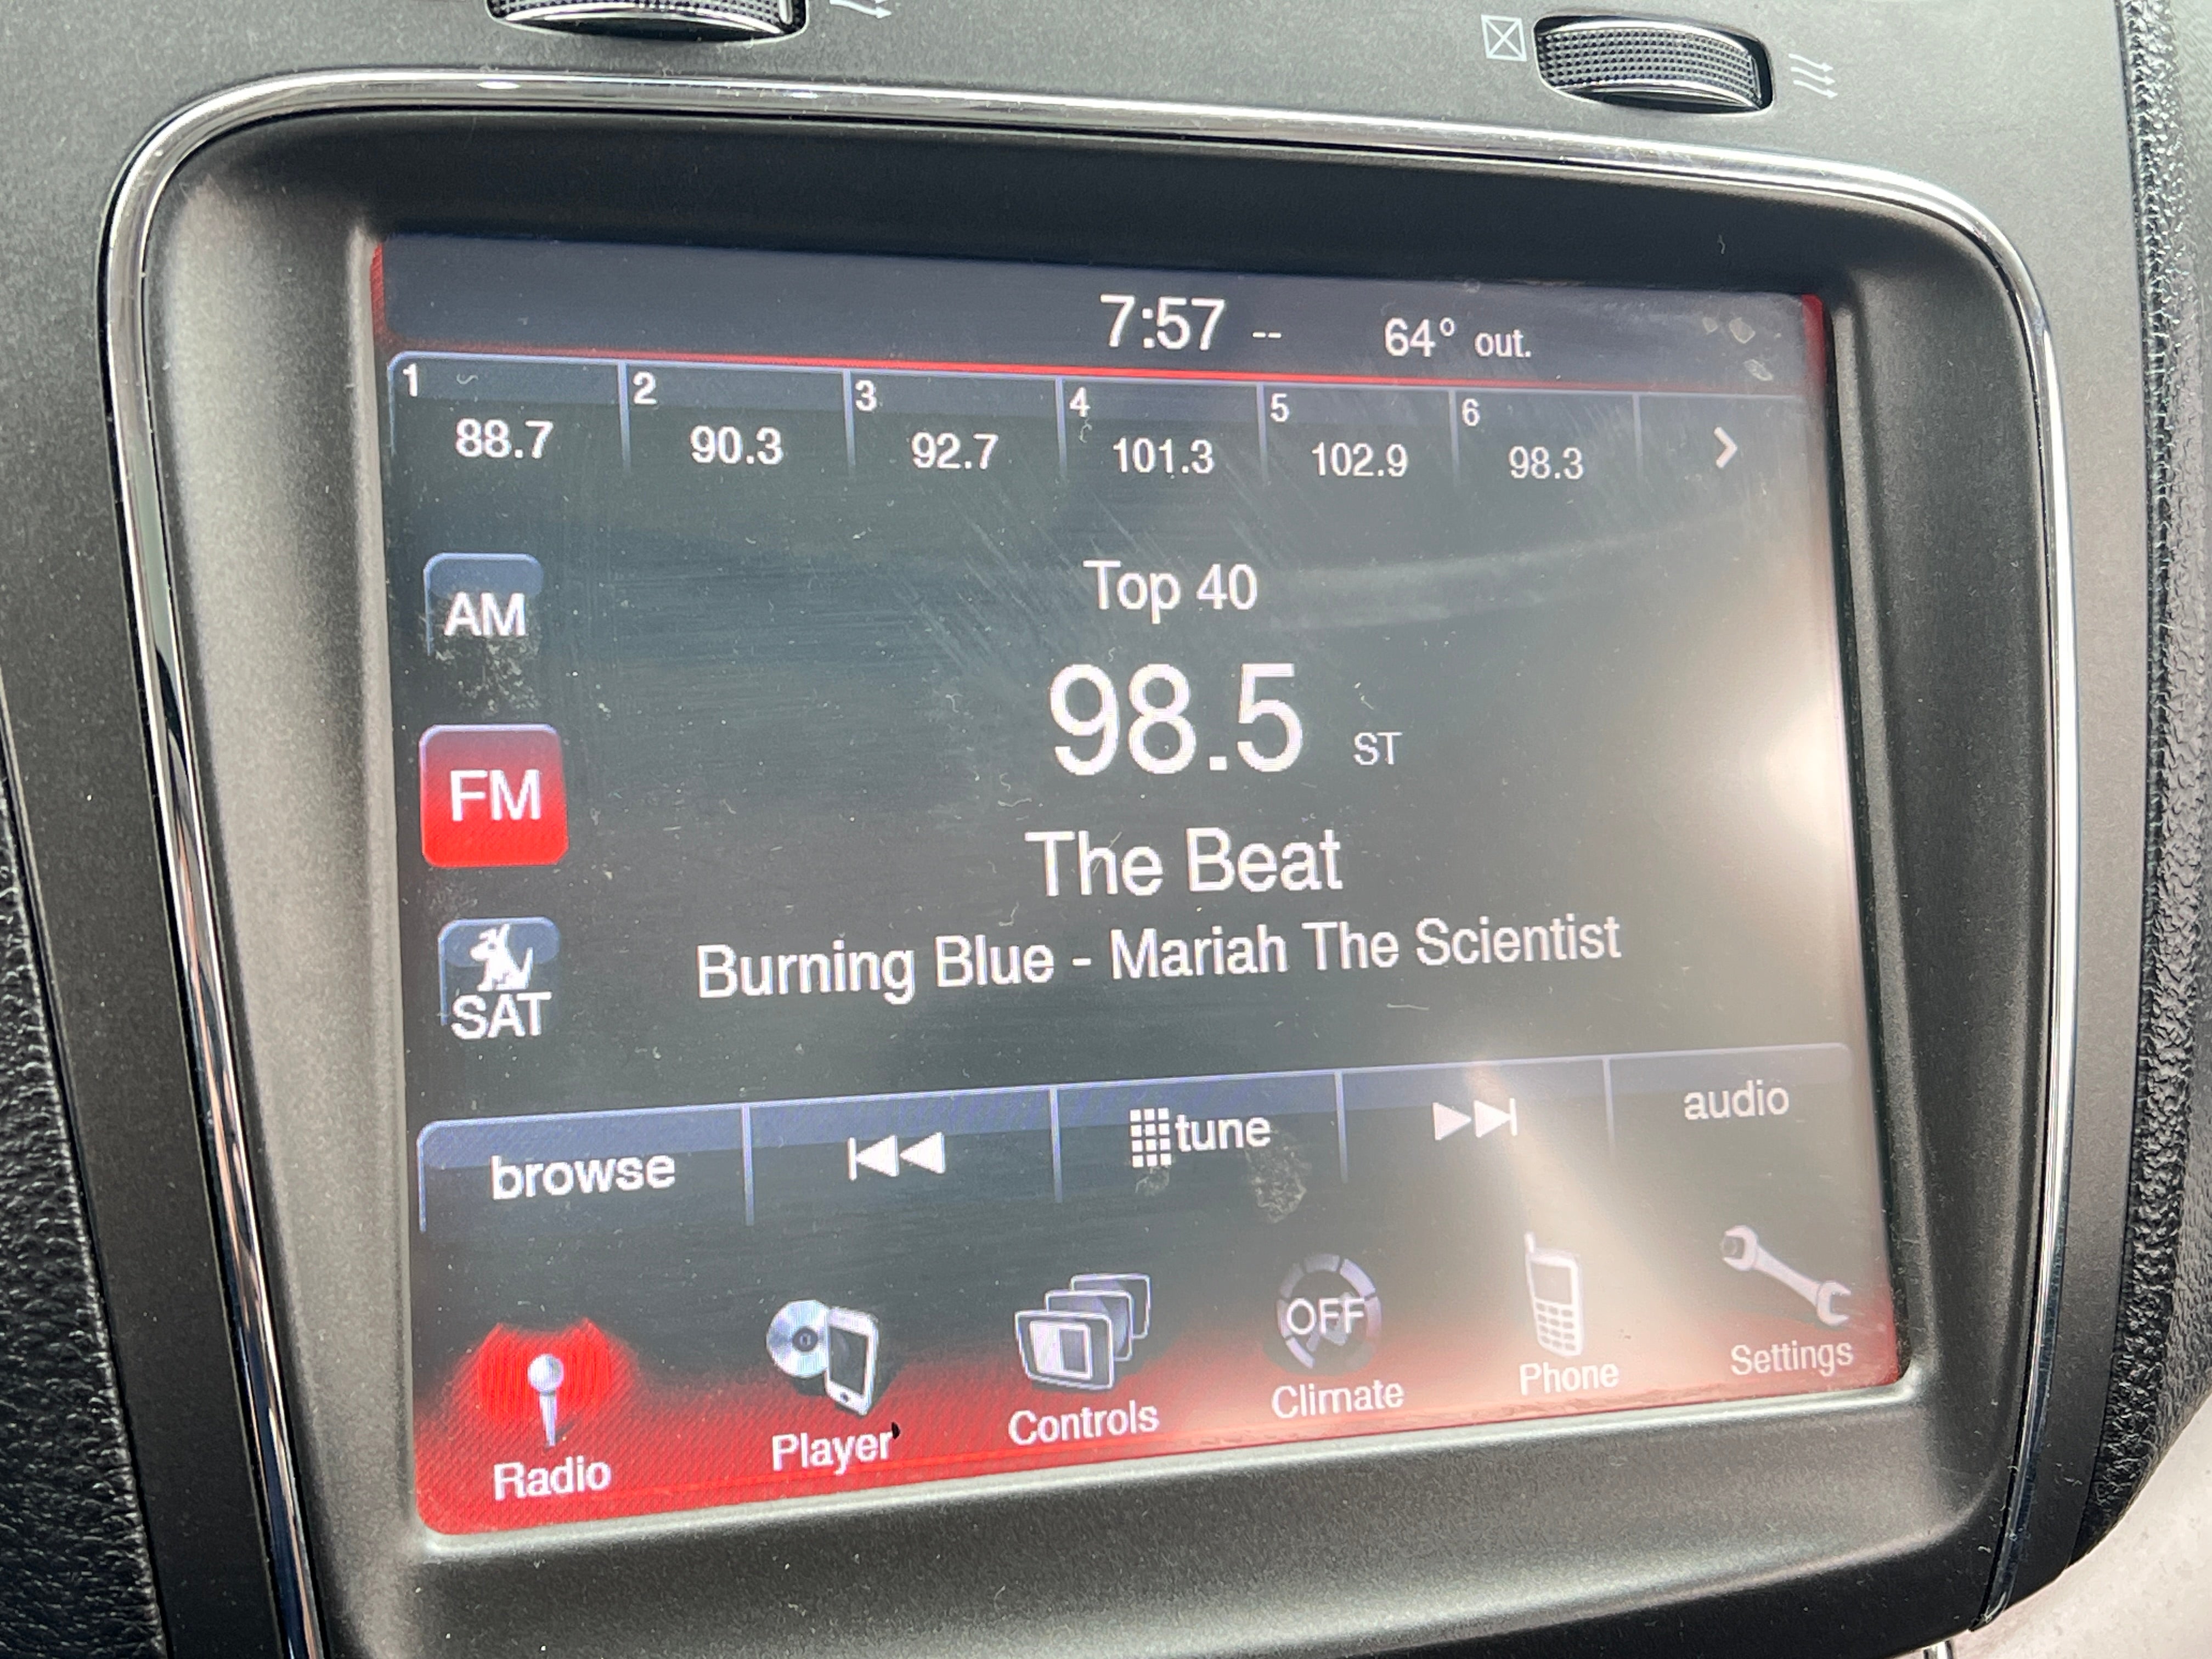 7:57 -- 64° out.
1 2 3 4 5 6
88.7 90.3 92.7 101.3 102.9 98.3
AM
Top 40
98.5 ST
FM
The Beat
Burning Blue - Mariah The Scientist
SAT
browse tune audio
OFF
Radio Player Controls Climate Phone Settings